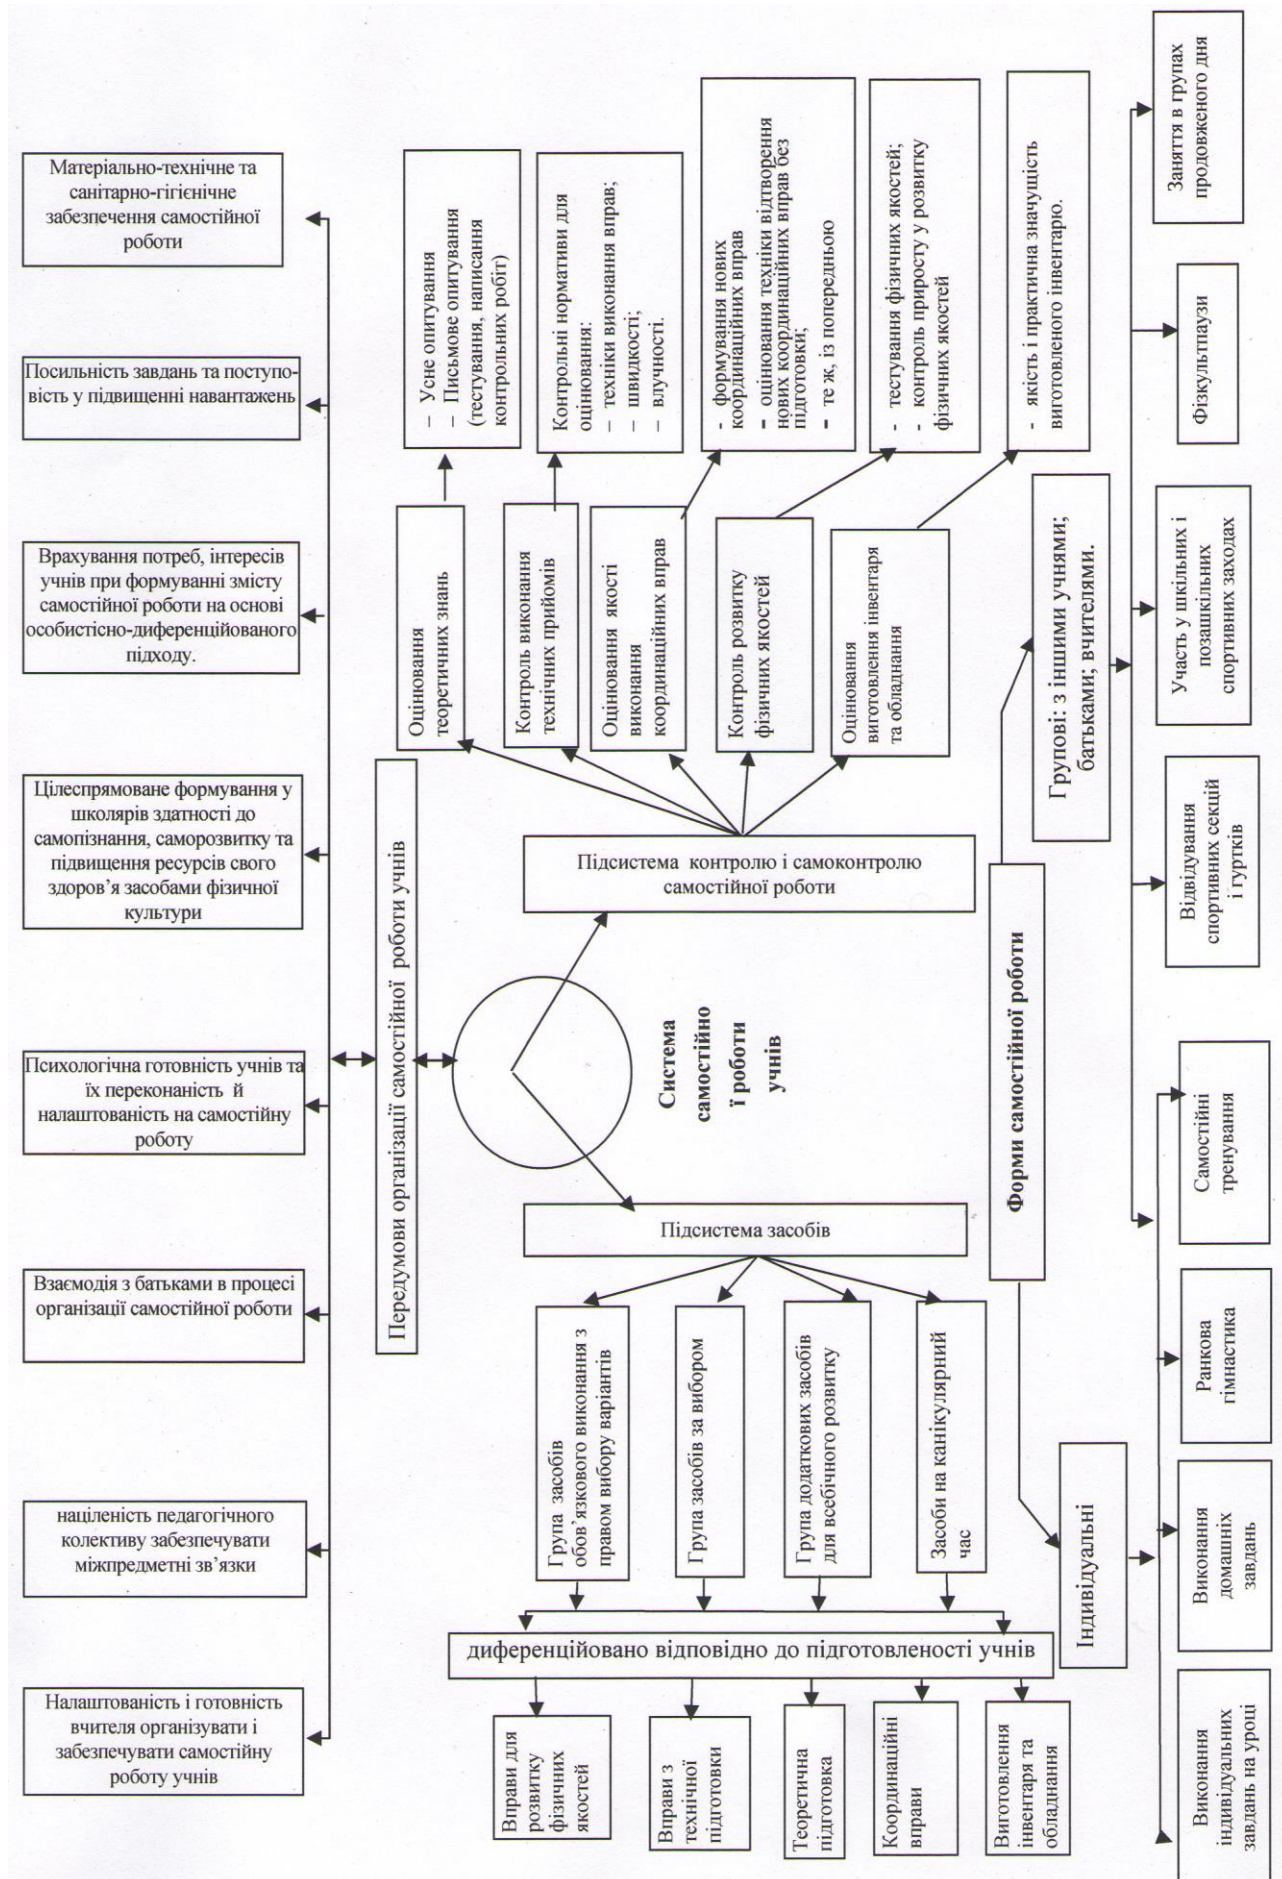 Матеріально-технічне та
санітарно-гігієнічне
забезпечення самостійної
роботи
Посильність завдань та поступо-
вість у підвищенні навантажень
Врахування потреб, інтересів
учнів при формуванні змісту
самостійної роботи на основі
особистісно-диференційованого
підходу.
Цілеспрямоване формування у
школярів здатності до
самопізнання, саморозвитку та
підвищення ресурсів свого
здоров’я засобами фізичної
культури
Психологічна готовність учнів та
їх переконаність й
налаштованість на самостійну
роботу
Взаємодія з батьками в процесі
організації самостійної роботи
націленість педагогічного
колективу забезпечувати
міжпредметні зв’язки
Налаштованість і готовність
вчителя організувати і
забезпечувати самостійну
роботу учнів
Передумови організації самостійної роботи учнів
Система
самостійно
ї роботи
учнів
Підсистема контролю і самоконтролю
самостійної роботи
Оцінювання
теоретичних знань
– Усне опитування
– Письмове опитування
(тестування, написання
контрольних робіт)
Контроль виконання
технічних прийомів
Контрольні нормативи для
оцінювання:
– техніки виконання вправ;
– швидкості;
– влучності.
Оцінювання якості
виконання
координаційних вправ
- формування нових
координаційних вправ
– оцінювання техніки відтворення
нових координаційних вправ без
підготовки;
– те ж, із попередньою
Контроль розвитку
фізичних якостей
- тестування фізичних якостей;
- контроль приросту у розвитку
фізичних якостей
Оцінювання
виготовлення інвентаря
та обладнання
- якість і практична значущість
виготовленого інвентарю.
Підсистема засобів
Група засобів
обов’язкового виконання з
правом вибору варіантів
Група засобів за вибором
Група додаткових засобів
для всебічного розвитку
Засоби на канікулярний
час
диференційовано відповідно до підготовленості учнів
Вправи для
розвитку
фізичних
якостей
Вправи з
технічної
підготовки
Теоретична
підготовка
Координаційні
вправи
Виготовлення
інвентаря та
обладнання
Форми самостійної роботи
Індивідуальні
Групові: з іншими учнями;
батьками; вчителями.
Виконання
індивідуальних
завдань на уроці
Виконання
домашніх
завдань
Ранкова
гімнастика
Самостійні
тренування
Відвідування
спортивних секцій
і гуртків
Участь у шкільних і
позашкільних
спортивних заходах
Фізкультпаузи
Заняття в групах
продовженого дня